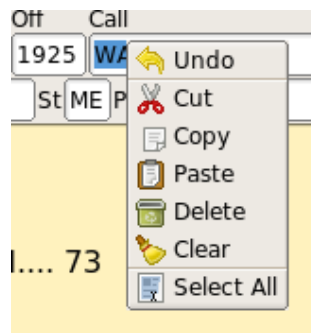 Off Call
1925 WA
Undo
St ME P
Cut
Copy
Paste
Delete
.... 73
Clear
Select All